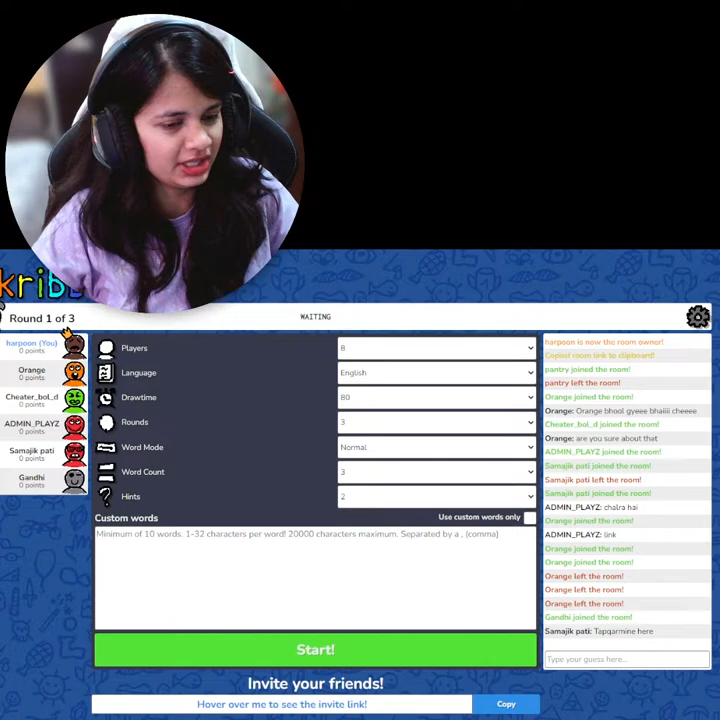 krib
Round 1 of 3
WAITING
harpoon (You)
0 points
Orange
0 points
Cheater_bol_d
0 points
ADMIN_PLAYZ
0 points
Samajik pati
0 points
Gandhi
0 points
Players
8
Language
English
Drawtime
80
Rounds
3
Word Mode
Normal
Word Count
3
Hints
2
Custom words
Use custom words only
Minimum of 10 words. 1-32 characters per word! 20000 characters maximum. Separated by a , (comma)
Start!
Invite your friends!
Hover over me to see the invite link!
Copy
harpoon is now the room owner!
Copied room link to clipboard!
pantry joined the room!
pantry left the room!
Orange joined the room!
Orange: Orange bhool gyeee bhaiii cheeee
Cheater_bol_d joined the room!
Orange: are you sure about that
ADMIN_PLAYZ joined the room!
Samajik pati joined the room!
Samajik pati left the room!
Samajik pati joined the room!
ADMIN_PLAYZ: chalra hai
Orange joined the room!
ADMIN_PLAYZ: link
Orange joined the room!
Orange joined the room!
Orange left the room!
Orange left the room!
Orange left the room!
Gandhi joined the room!
Samajik pati: Tapqarmine here
Type your guess here...